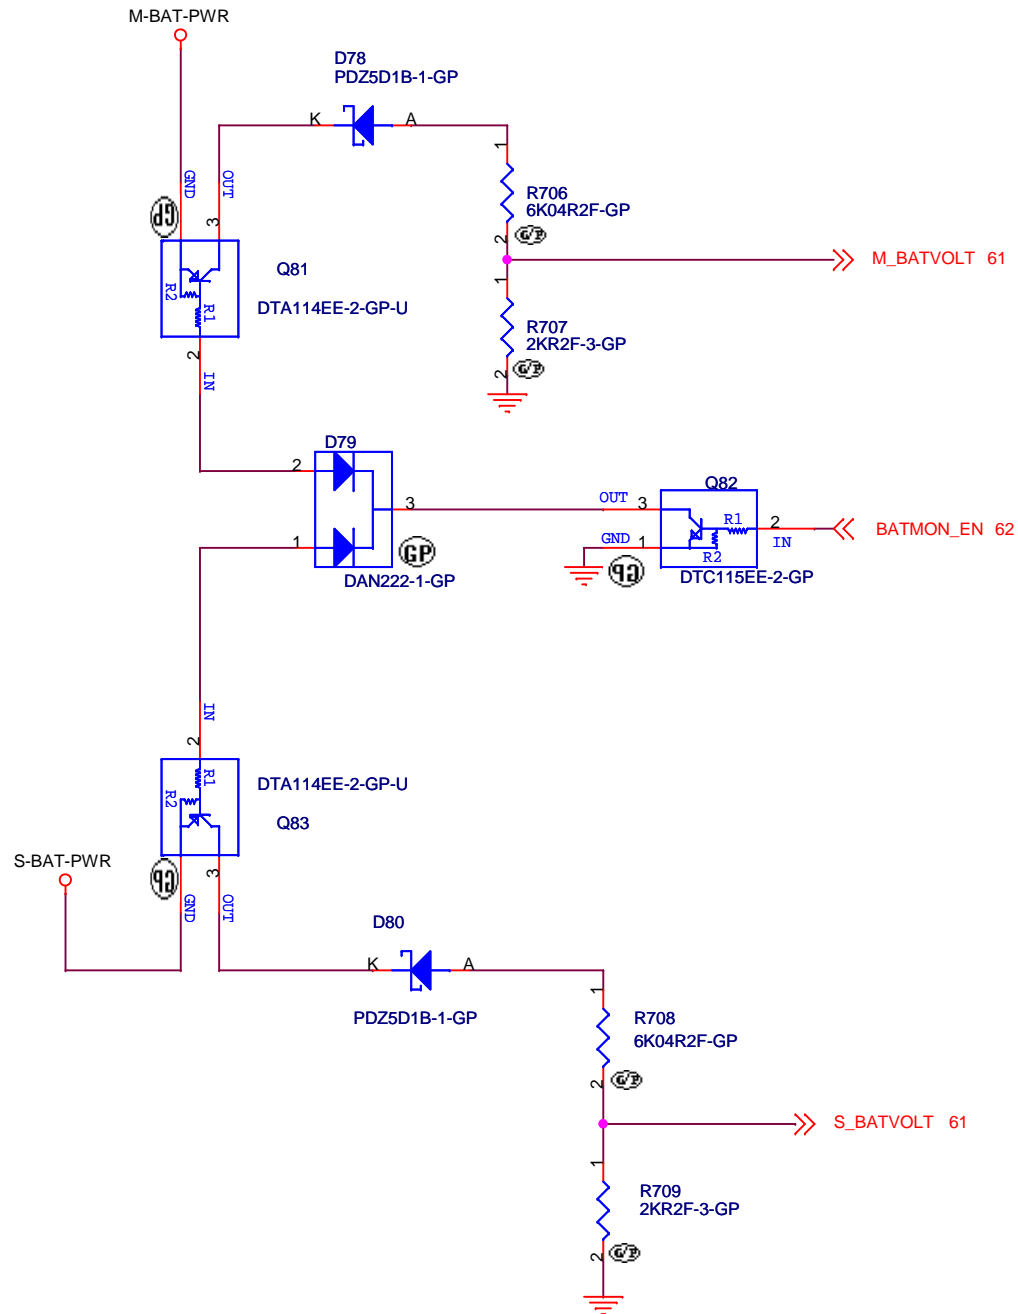 M-BAT-PWR
D78
PDZ5D1B-1-GP
K
A
1
GND
OUT
GP
3
R706
6K04R2F-GP
2
G/P
M_BATVOLT 61
Q81
R2
R1
DTA114EE-2-GP-U
1
R707
2KR2F-3-GP
2
G/P
2
IN
D79
2
3
1
GP
DAN222-1-GP
Q82
OUT
3
R1
2
IN
GND
1
R2
GP
DTC115EE-2-GP
BATMON_EN 62
IN
2
R1
R2
DTA114EE-2-GP-U
Q83
S-BAT-PWR
GP
3
GND
OUT
D80
K
A
PDZ5D1B-1-GP
1
R708
6K04R2F-GP
2
G/P
S_BATVOLT 61
1
R709
2KR2F-3-GP
2
G/P